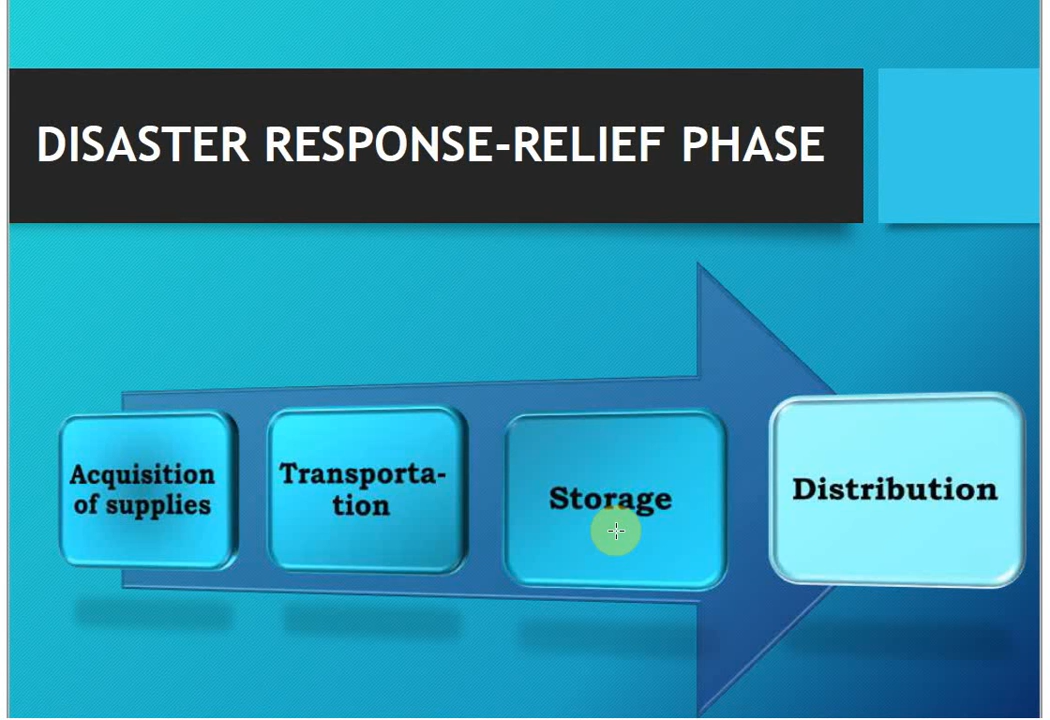 DISASTER RESPONSE-RELIEF PHASE
Acquisition
of supplies
Transporta-
tion
Storage
Distribution